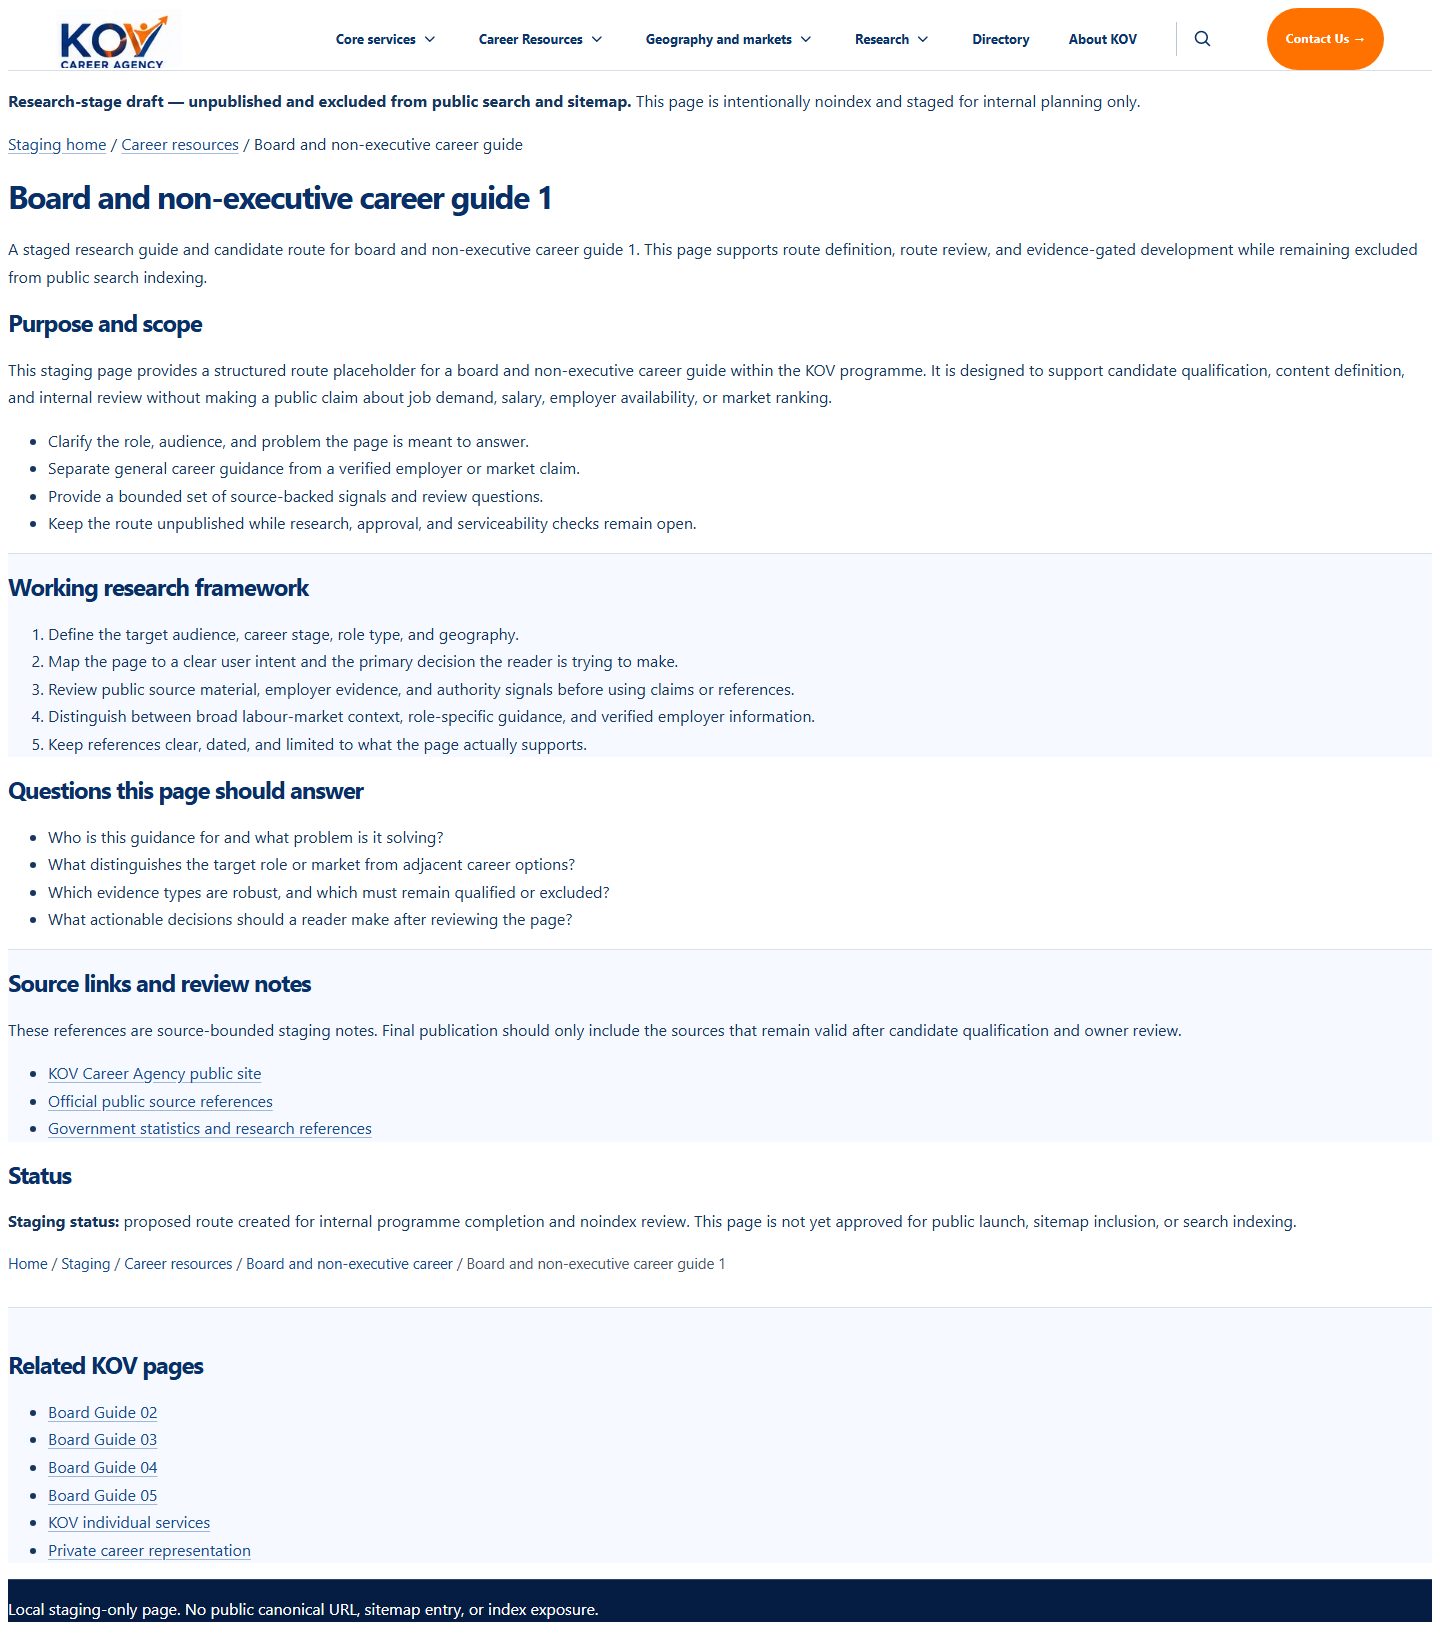 KOV
CAREER AGENCY
Core services
Career Resources
Geography and markets
Research
Directory
About KOV
Contact Us →
Research-stage draft — unpublished and excluded from public search and sitemap. This page is intentionally noindex and staged for internal planning only.
Staging home / Career resources / Board and non-executive career guide
Board and non-executive career guide 1
A staged research guide and candidate route for board and non-executive career guide 1. This page supports route definition, route review, and evidence-gated development while remaining excluded
from public search indexing.
Purpose and scope
This staging page provides a structured route placeholder for a board and non-executive career guide within the KOV programme. It is designed to support candidate qualification, content definition,
and internal review without making a public claim about job demand, salary, employer availability, or market ranking.
• Clarify the role, audience, and problem the page is meant to answer.
• Separate general career guidance from a verified employer or market claim.
• Provide a bounded set of source-backed signals and review questions.
• Keep the route unpublished while research, approval, and serviceability checks remain open.
Working research framework
1. Define the target audience, career stage, role type, and geography.
2. Map the page to a clear user intent and the primary decision the reader is trying to make.
3. Review public source material, employer evidence, and authority signals before using claims or references.
4. Distinguish between broad labour-market context, role-specific guidance, and verified employer information.
5. Keep references clear, dated, and limited to what the page actually supports.
Questions this page should answer
• Who is this guidance for and what problem is it solving?
• What distinguishes the target role or market from adjacent career options?
• Which evidence types are robust, and which must remain qualified or excluded?
• What actionable decisions should a reader make after reviewing the page?
Source links and review notes
These references are source-bounded staging notes. Final publication should only include the sources that remain valid after candidate qualification and owner review.
• KOV Career Agency public site
• Official public source references
• Government statistics and research references
Status
Staging status: proposed route created for internal programme completion and noindex review. This page is not yet approved for public launch, sitemap inclusion, or search indexing.
Home / Staging / Career resources / Board and non-executive career / Board and non-executive career guide 1
Related KOV pages
• Board Guide 02
• Board Guide 03
• Board Guide 04
• Board Guide 05
• KOV individual services
• Private career representation
Local staging-only page. No public canonical URL, sitemap entry, or index exposure.